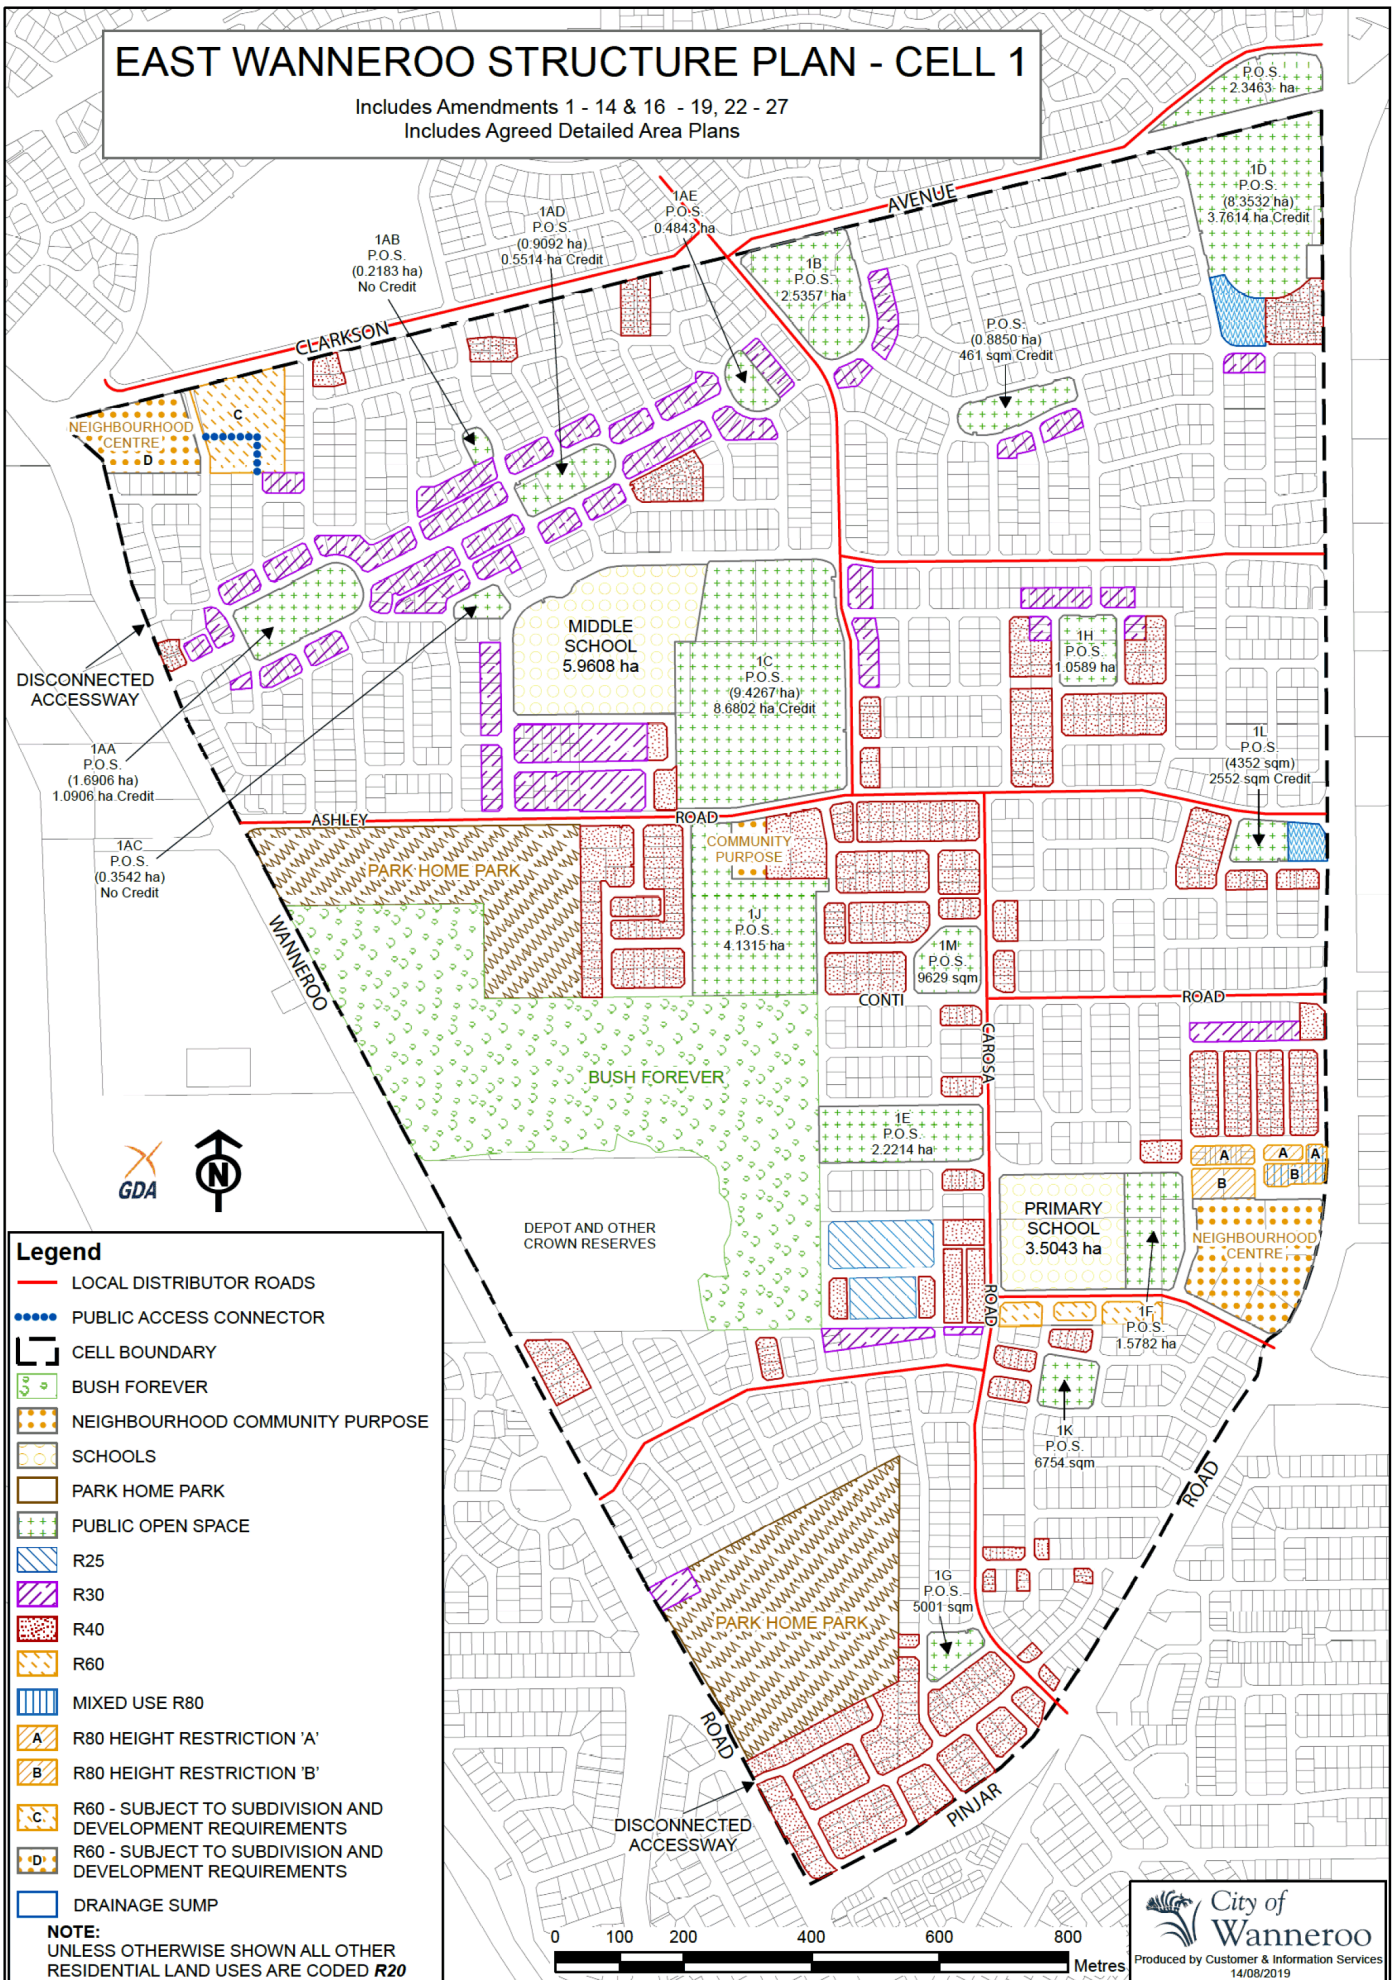 EAST WANNEROO STRUCTURE PLAN - CELL 1
Includes Amendments 1 - 14 & 16 - 19, 22 - 27
Includes Agreed Detailed Area Plans
P.O.S.
2.3463 ha
1D
P.O.S.
(8.3532 ha)
3.7614 ha Credit
AVENUE
1AE
P.O.S.
0.4843 ha
1AD
P.O.S.
(0.9092 ha)
0.5514 ha Credit
1AB
P.O.S.
(0.2183 ha)
No Credit
1B
P.O.S.
2.5357 ha
CLARKSON
P.O.S.
(0.8850 ha)
461 sqm Credit
C
NEIGHBOURHOOD
CENTRE
D
MIDDLE
SCHOOL
5.9608 ha
1H
P.O.S.
1.0589 ha
1C
P.O.S.
(9.4267 ha)
8.6802 ha Credit
DISCONNECTED
ACCESSWAY
1L
P.O.S.
(4352 sqm)
2552 sqm Credit
1AA
P.O.S.
(1.6906 ha)
1.0906 ha Credit
ASHLEY
ROAD
1AC
P.O.S.
(0.3542 ha)
No Credit
COMMUNITY
PURPOSE
PARK HOME PARK
1J
P.O.S.
4.1315 ha
1M
P.O.S.
9629 sqm
WANNEROO
CONTI
ROAD
CAROSA
BUSH FOREVER
1E
P.O.S.
2.2214 ha
A
A
A
B
B
GDA
N
PRIMARY
SCHOOL
3.5043 ha
DEPOT AND OTHER
CROWN RESERVES
NEIGHBOURHOOD
CENTRE
ROAD
1F
P.O.S.
1.5782 ha
1K
P.O.S.
6754 sqm
ROAD
1G
P.O.S.
5001 sqm
PARK HOME PARK
ROAD
PINJAR
DISCONNECTED
ACCESSWAY
Legend
LOCAL DISTRIBUTOR ROADS
PUBLIC ACCESS CONNECTOR
CELL BOUNDARY
BUSH FOREVER
NEIGHBOURHOOD COMMUNITY PURPOSE
SCHOOLS
PARK HOME PARK
PUBLIC OPEN SPACE
R25
R30
R40
R60
MIXED USE R80
A R80 HEIGHT RESTRICTION 'A'
B R80 HEIGHT RESTRICTION 'B'
C R60 - SUBJECT TO SUBDIVISION AND
DEVELOPMENT REQUIREMENTS
D R60 - SUBJECT TO SUBDIVISION AND
DEVELOPMENT REQUIREMENTS
DRAINAGE SUMP
NOTE:
UNLESS OTHERWISE SHOWN ALL OTHER
RESIDENTIAL LAND USES ARE CODED R20
0 100 200 400 600 800
Metres
City of
Wanneroo
Produced by Customer & Information Services
14/08/2019